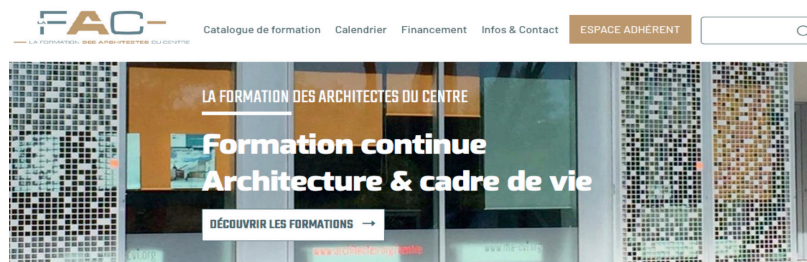 LA
FAC
LA FORMATION DES ARCHITECTES DU CENTRE
Catalogue de formation Calendrier Financement Infos & Contact ESPACE ADHÉRENT
LA FORMATION DES ARCHITECTES DU CENTRE
Formation continue
Architecture & cadre de vie
DÉCOUVRIR LES FORMATIONS →